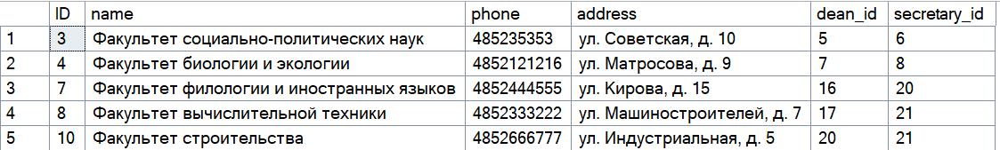 ID name phone address dean_id secretary_id
1 3 Факультет социально-политических наук 485235353 ул. Советская, д. 10 5 6
2 4 Факультет биологии и экологии 4852121216 ул. Матросова, д. 9 7 8
3 7 Факультет филологии и иностранных языков 4852444555 ул. Кирова, д. 15 16 20
4 8 Факультет вычислительной техники 4852333222 ул. Машиностроителей, д. 7 17 21
5 10 Факультет строительства 4852666777 ул. Индустриальная, д. 5 20 21